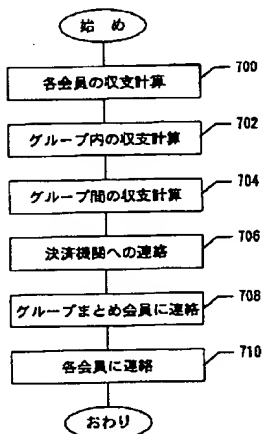 始 め
各会員の収支計算
700
グループ内の収支計算
702
グループ間の収支計算
704
決済機関への連絡
706
グループまとめ会員に連絡
708
各会員に連絡
710
おわり